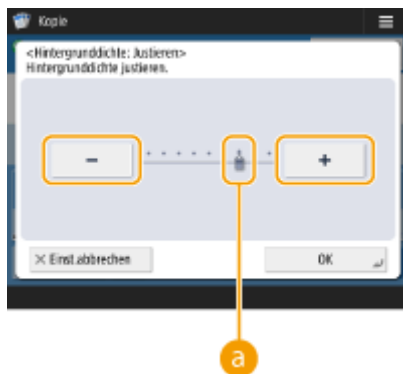 Kopie
<Hintergrunddichte: Justieren>
Hintergrunddichte justieren.
− +
× Einst.abbrechen OK
a